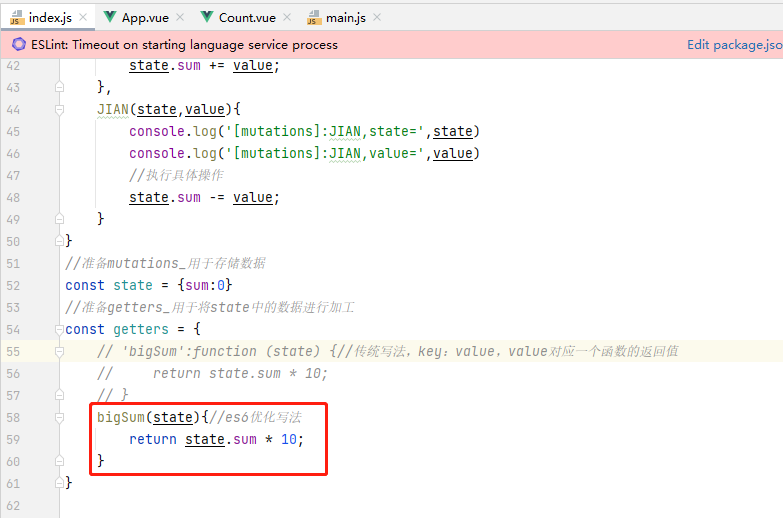 index.js App.vue Count.vue main.js
ESLint: Timeout on starting language service process Edit package.jso
42 state.sum += value;
43 },
44 JIAN(state,value){
45 console.log('[mutations]:JIAN,state=',state)
46 console.log('[mutations]:JIAN,value=',value)
47 //执行具体操作
48 state.sum -= value;
49 }
50 }
51 //准备mutations_用于存储数据
52 const state = {sum:0}
53 //准备getters_用于将state中的数据进行加工
54 const getters = {
55 // 'bigSum':function (state) {//传统写法，key：value，value对应一个函数的返回值
56 // return state.sum * 10;
57 // }
58 bigSum(state){//es6优化写法
59 return state.sum * 10;
60 }
61 }
62